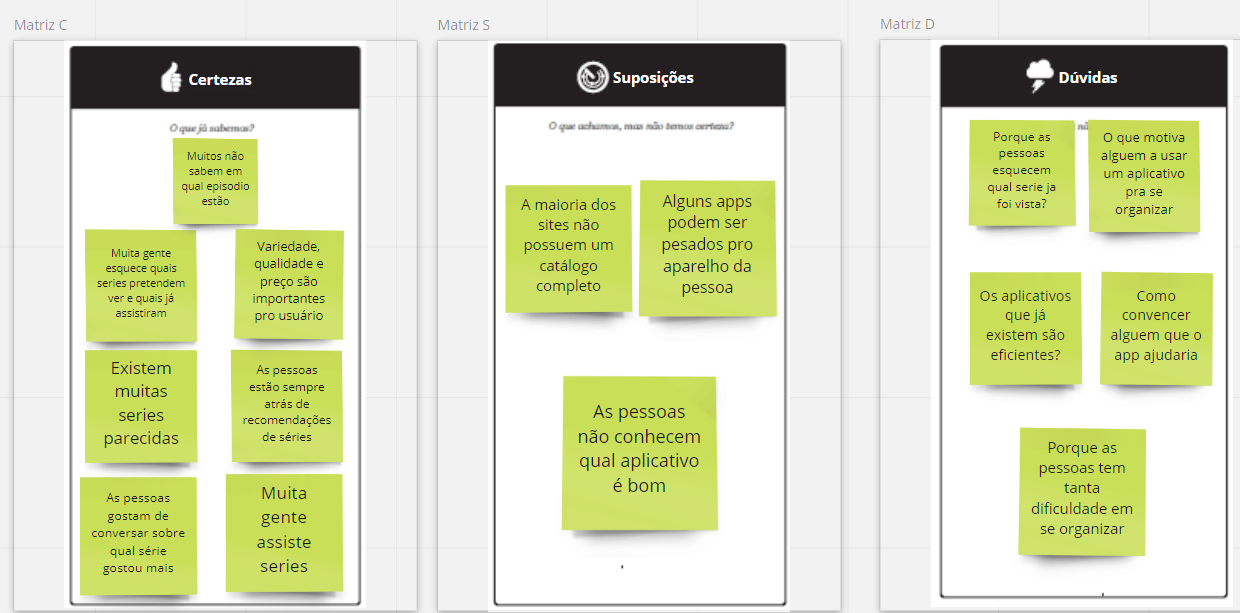 Matriz C
Certezas
O que já sabemos?
Muitos não
sabem em
qual episodio
estão
Muita gente
esquece quais
series pretendem
ver e quais já
assistiram
Variedade,
qualidade e
preço são
importantes
pro usuário
Existem
muitas
series
parecidas
As pessoas
estão sempre
atrás de
recomendações
de séries
As pessoas
gostam de
conversar sobre
qual série
gostou mais
Muita
gente
assiste
series
Matriz S
Suposições
O que achamos, mas não temos certeza?
A maioria dos
sites não
possuem um
catálogo
completo
Alguns apps
podem ser
pesados pro
aparelho da
pessoa
As pessoas
não conhecem
qual aplicativo
é bom
Matriz D
Dúvidas
Porque as
pessoas
esquecem
qual serie ja
foi vista?
O que motiva
alguem a usar
um aplicativo
pra se
organizar
Os aplicativos
que já
existem são
eficientes?
Como
convencer
alguem que o
app ajudaria
Porque as
pessoas tem
tanta
dificuldade em
se organizar